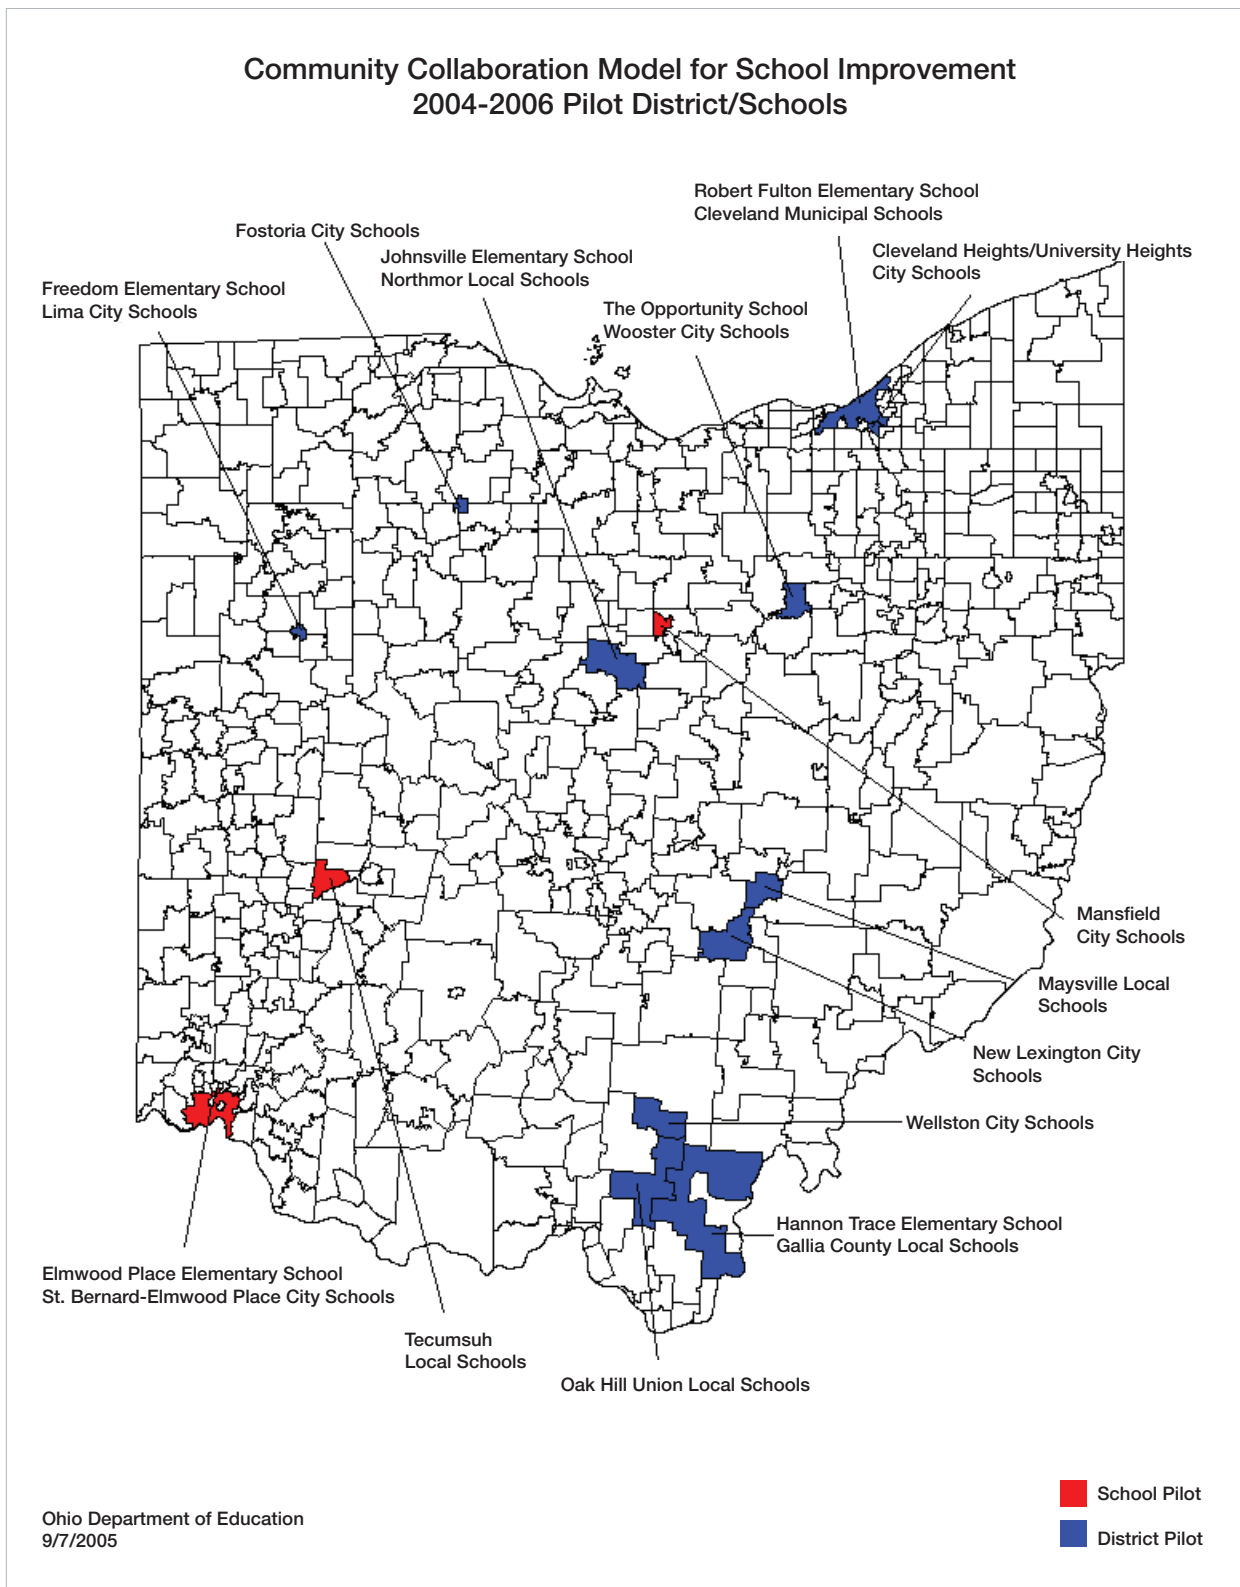 Community Collaboration Model for School Improvement
2004-2006 Pilot District/Schools
Robert Fulton Elementary School
Cleveland Municipal Schools
Fostoria City Schools
Cleveland Heights/University Heights
City Schools
Johnsville Elementary School
Northmor Local Schools
Freedom Elementary School
Lima City Schools
The Opportunity School
Wooster City Schools
Mansfield
City Schools
Maysville Local
Schools
New Lexington City
Schools
Wellston City Schools
Hannon Trace Elementary School
Gallia County Local Schools
Elmwood Place Elementary School
St. Bernard-Elmwood Place City Schools
Tecumsuh
Local Schools
Oak Hill Union Local Schools
School Pilot
District Pilot
Ohio Department of Education
9/7/2005